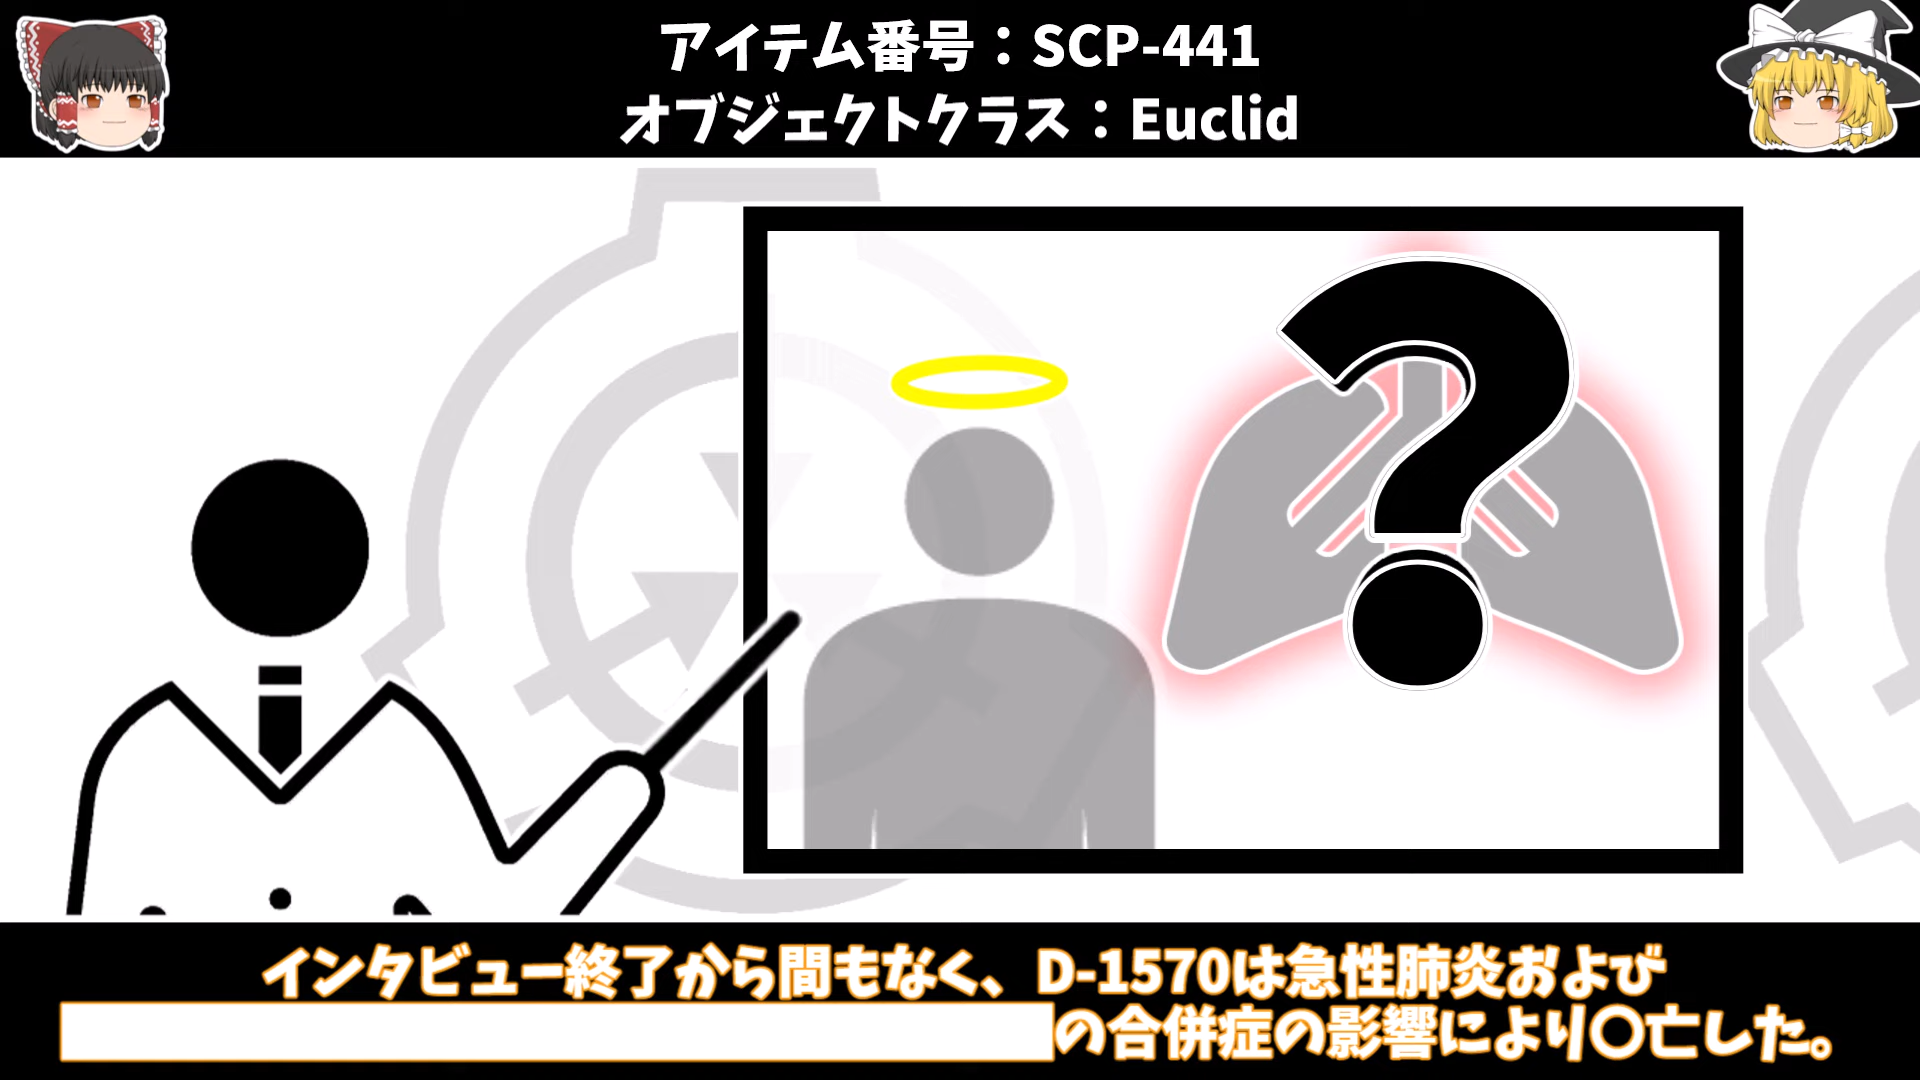 アイテム番号：SCP-441
オブジェクトクラス：Euclid
?
インタビュー終了から間もなく、D-1570は急性肺炎および
の合併症の影響により〇亡した。